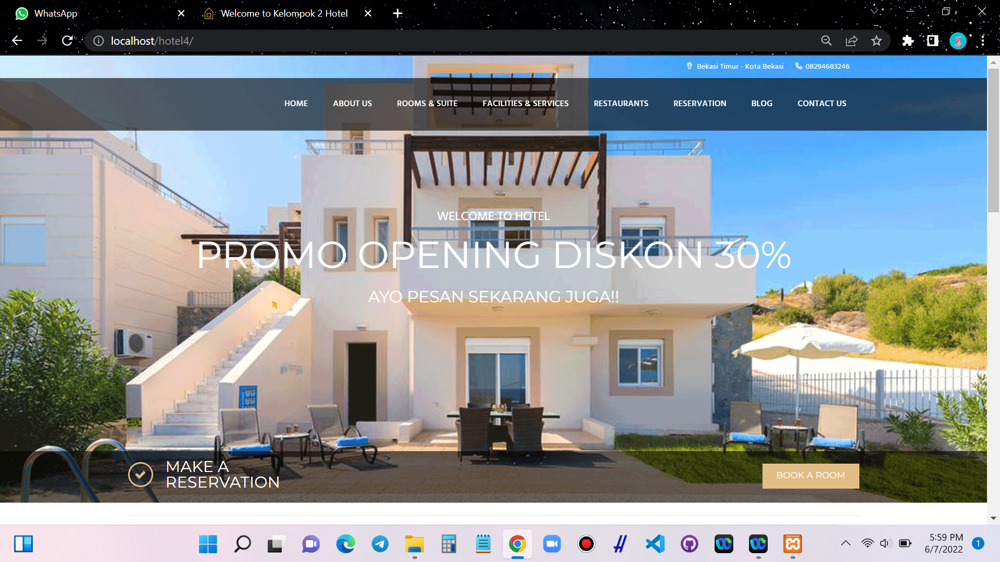 WhatsApp
Welcome to Kelompok 2 Hotel
localhost/hotel4/
Bekasi Timur - Kota Bekasi 08294683246
HOME ABOUT US ROOMS & SUITE FACILITIES & SERVICES RESTAURANTS RESERVATION BLOG CONTACT US
WELCOME TO HOTEL
PROMO OPENING DISKON 30%
AYO PESAN SEKARANG JUGA!!
MAKE A
RESERVATION
BOOK A ROOM
5:59 PM
6/7/2022
1